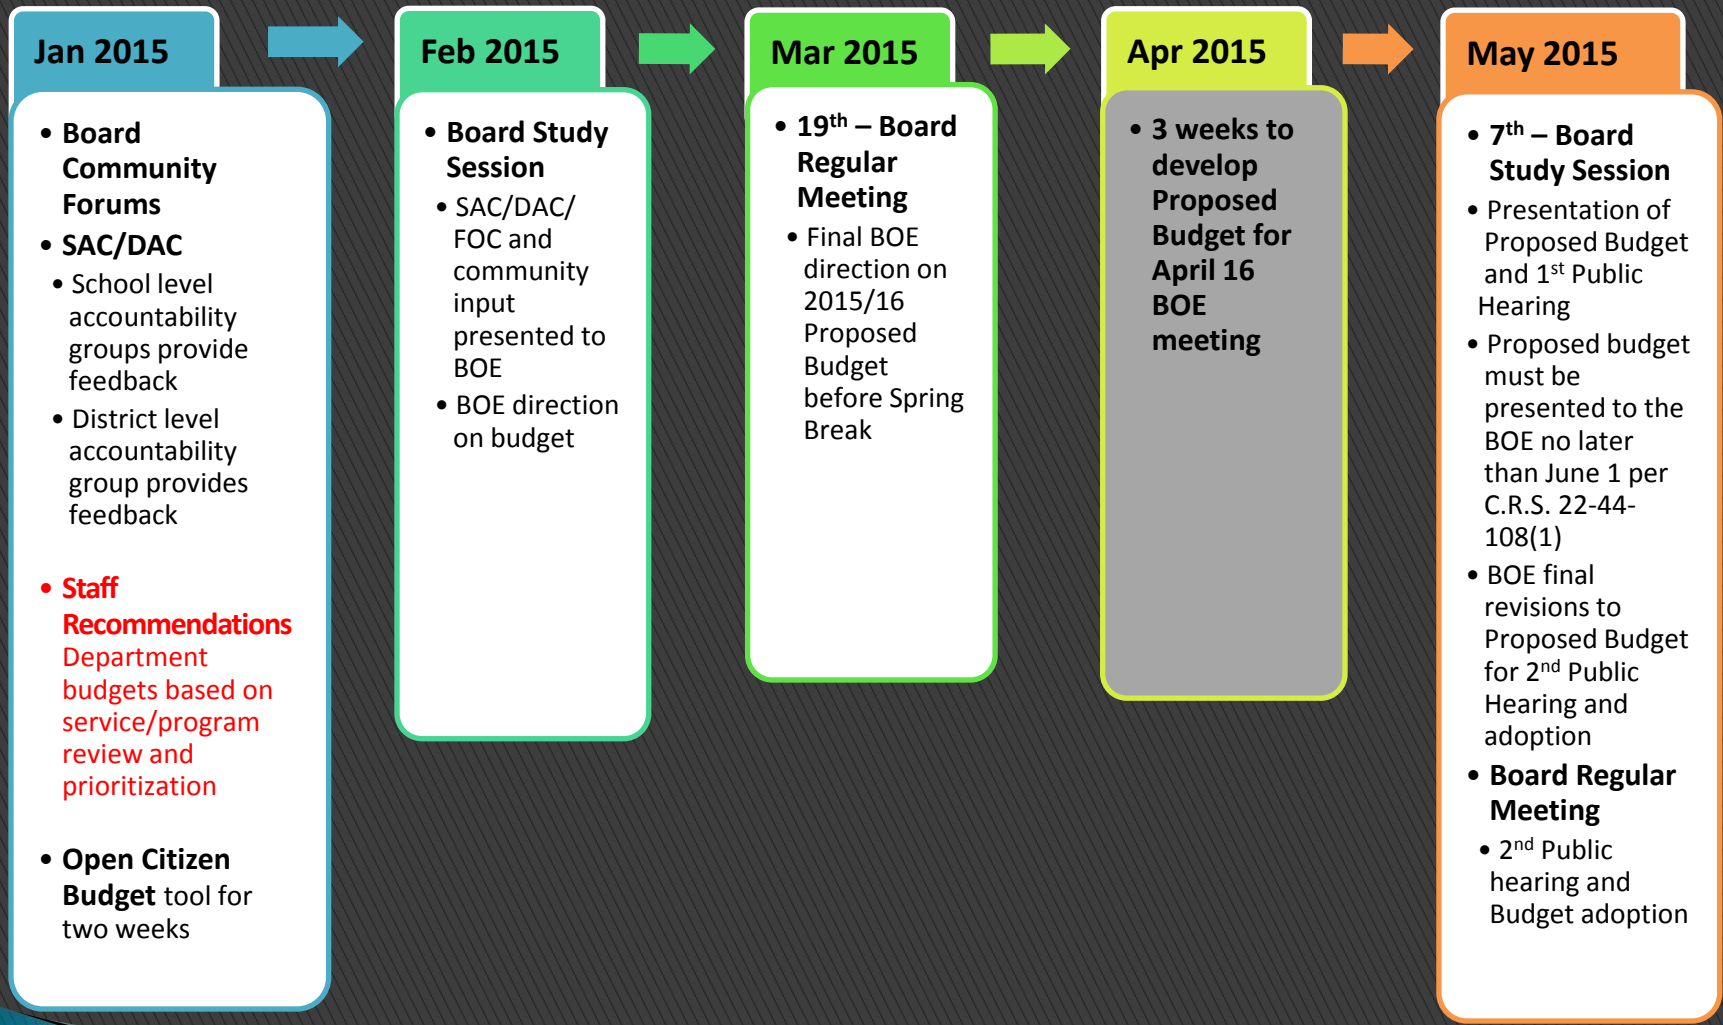 Jan 2015
• Board
Community
Forums
• SAC/DAC
• School level
accountability
groups provide
feedback
• District level
accountability
group provides
feedback
• Staff
Recommendations
Department
budgets based on
service/program
review and
prioritization
• Open Citizen
Budget tool for
two weeks
Feb 2015
• Board Study
Session
• SAC/DAC/
FOC and
community
input
presented to
BOE
• BOE direction
on budget
Mar 2015
• 19th – Board
Regular
Meeting
• Final BOE
direction on
2015/16
Proposed
Budget
before Spring
Break
Apr 2015
• 3 weeks to
develop
Proposed
Budget for
April 16
BOE
meeting
May 2015
• 7th – Board
Study Session
• Presentation of
Proposed Budget
and 1st Public
Hearing
• Proposed budget
must be
presented to the
BOE no later
than June 1 per
C.R.S. 22-44-
108(1)
• BOE final
revisions to
Proposed Budget
for 2nd Public
Hearing and
adoption
• Board Regular
Meeting
• 2nd Public
hearing and
Budget adoption